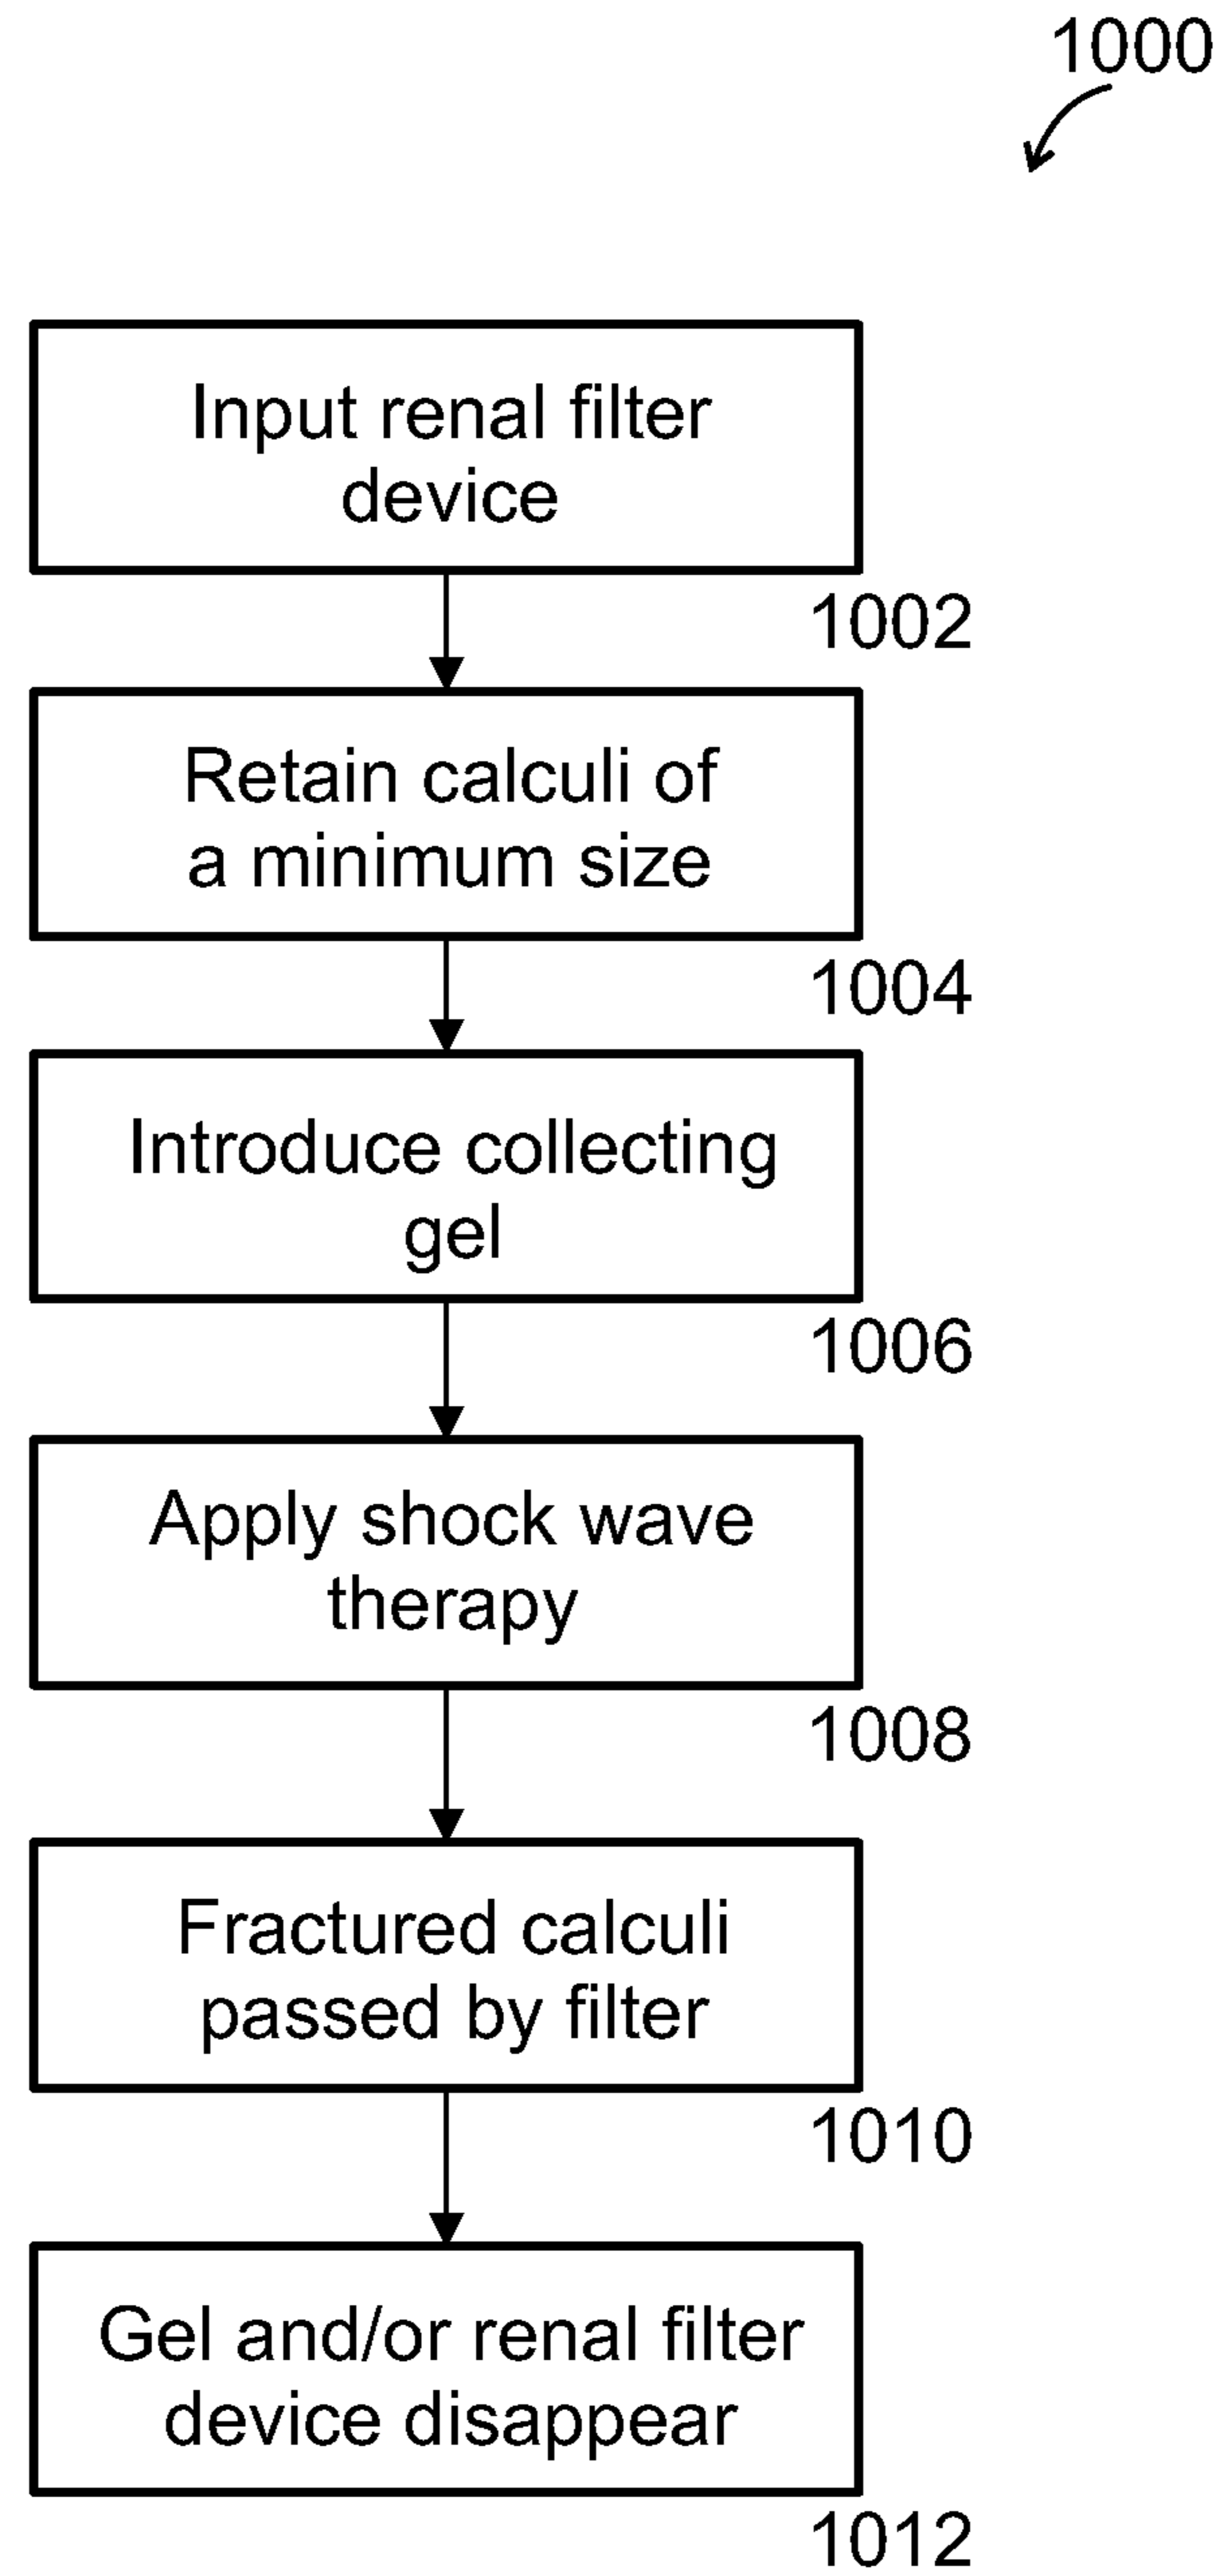 1000
Input renal filter
device
1002
Retain calculi of
a minimum size
1004
Introduce collecting
gel
1006
Apply shock wave
therapy
1008
Fractured calculi
passed by filter
1010
Gel and/or renal filter
device disappear
1012